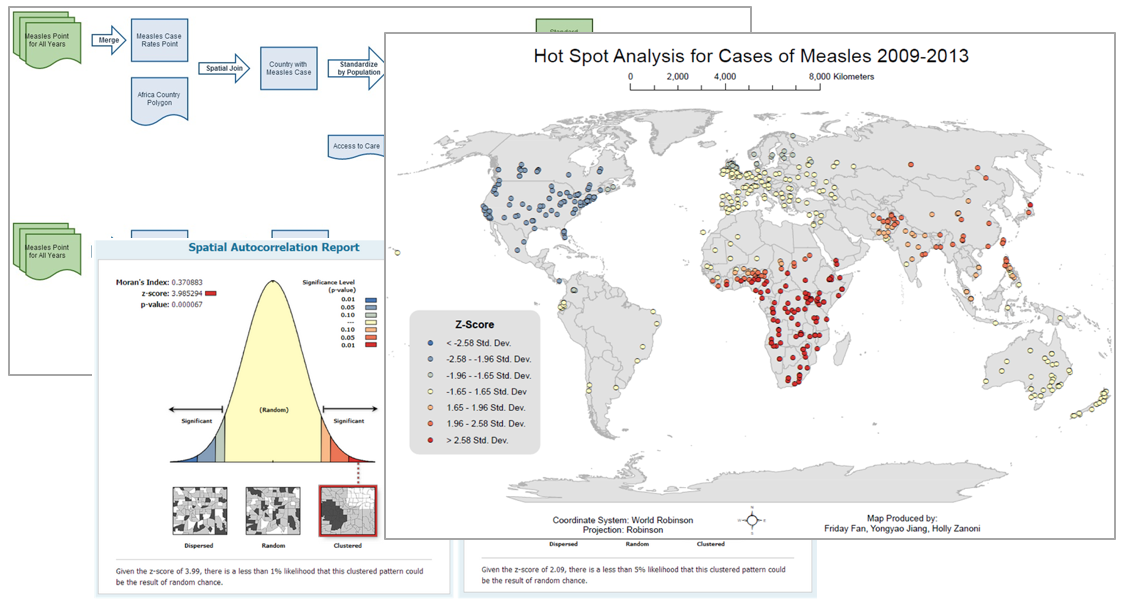 Measles Point
for All Years
Merge
Measles Case
Rates Point
Africa Country
Polygon
Spatial Join
Country with
Measles Case
Standardize
by Population
Access to Care
Standard
Measles Point
for All Years
Hot Spot Analysis for Cases of Measles 2009-2013
0 2,000 4,000 8,000 Kilometers
Z-Score
< -2.58 Std. Dev.
-2.58 - -1.96 Std. Dev.
-1.96 - -1.65 Std. Dev.
-1.65 - 1.65 Std. Dev
1.65 - 1.96 Std. Dev.
1.96 - 2.58 Std. Dev.
> 2.58 Std. Dev.
Coordinate System: World Robinson
Projection: Robinson
Map Produced by:
Friday Fan, Yongyao Jiang, Holly Zanoni
Spatial Autocorrelation Report
Moran's Index: 0.370883
z-score: 3.985294
p-value: 0.000067
Significance Level
(p-value)
0.01
0.05
0.10
---
0.10
0.05
0.01
Significant
(Random)
Significant
Dispersed
Random
Clustered
Given the z-score of 3.99, there is a less than 1% likelihood that this clustered pattern could
be the result of random chance.
Dispersed
Random
Clustered
Given the z-score of 2.09, there is a less than 5% likelihood that this clustered pattern could
be the result of random chance.